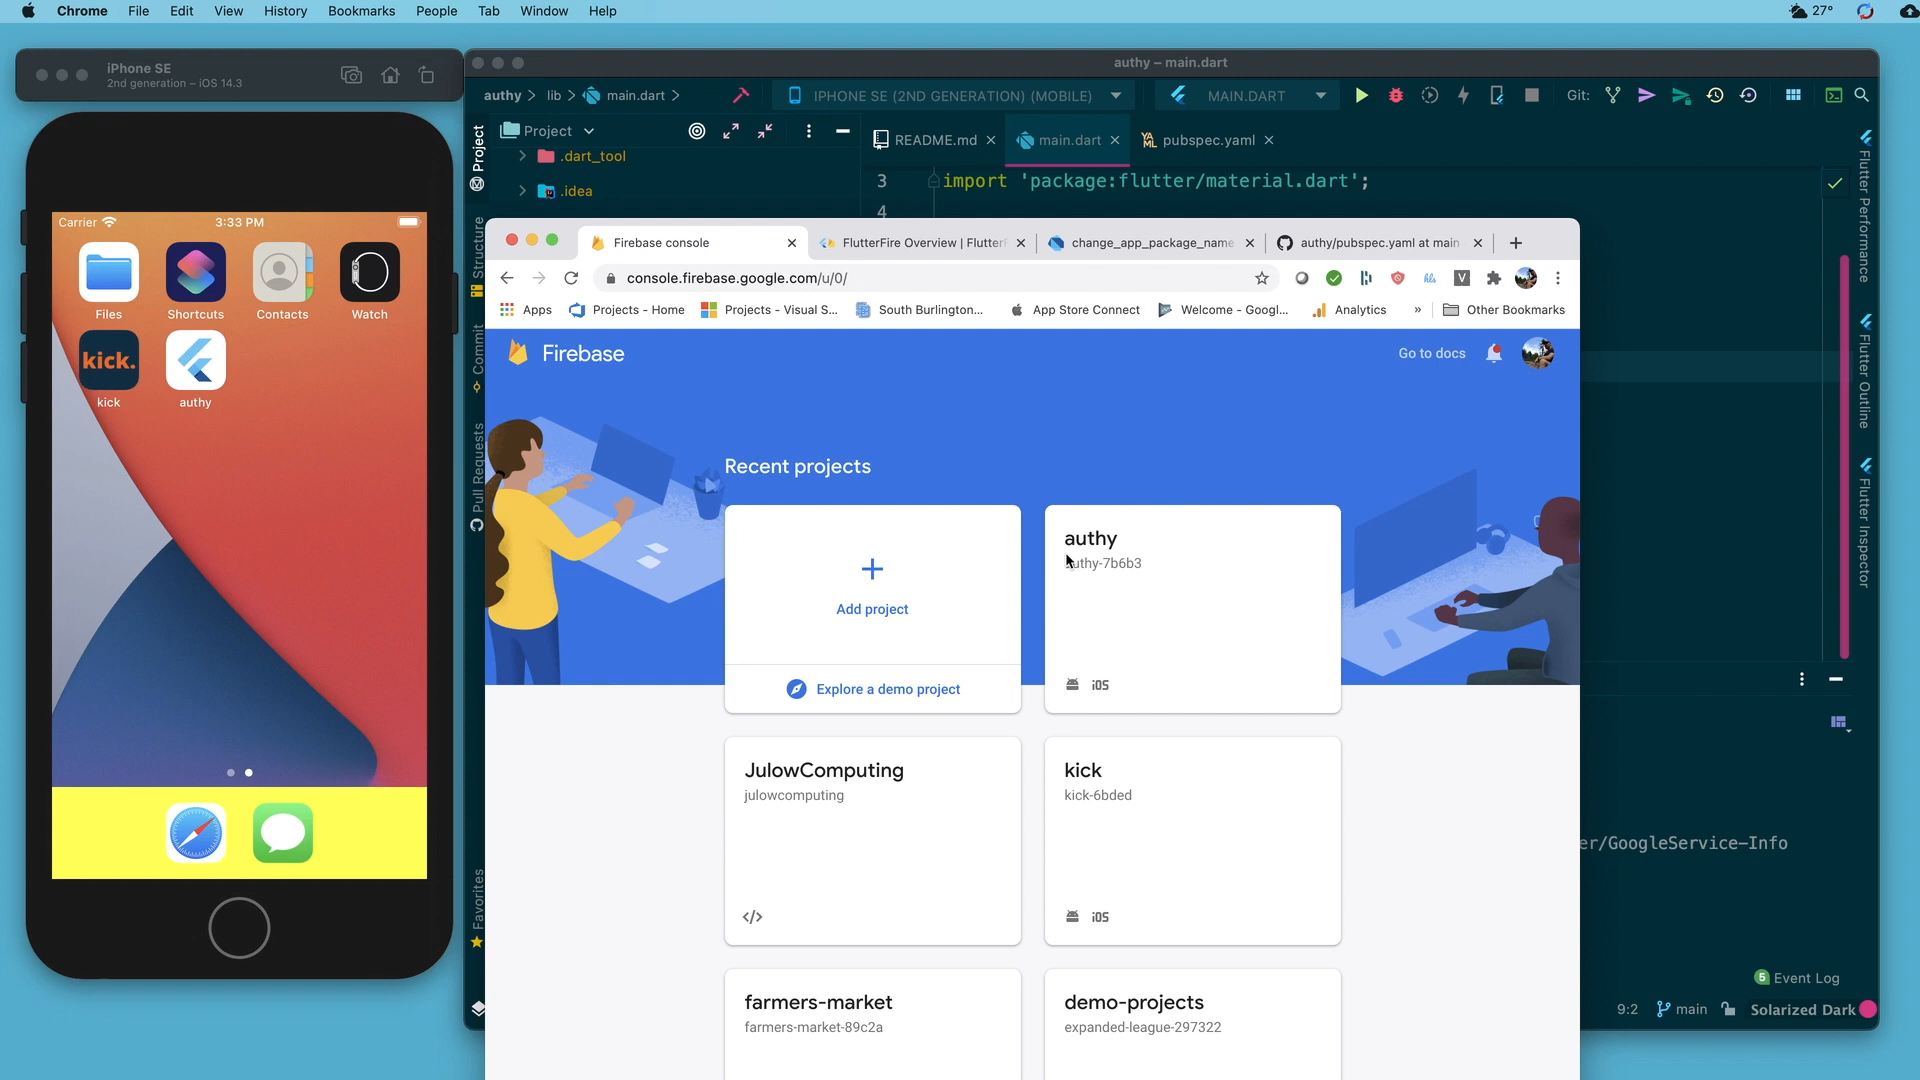 Chrome File Edit View History Bookmarks People Tab Window Help
27°
iPhone SE
2nd generation – iOS 14.3
Carrier 3:33 PM
Files Shortcuts Contacts Watch
kick.
kick authy
authy – main.dart
authy lib main.dart
IPHONE SE (2ND GENERATION) (MOBILE)
MAIN.DART
Git:
Project
Project
.dart_tool
.idea
README.md
main.dart
YAML
pubspec.yaml
3 import 'package:flutter/material.dart';
4
Structure
Commit
Pull Requests
Favorites
Flutter Performance
Flutter Outline
Flutter Inspector
Firebase console
FlutterFire Overview | Flutter
change_app_package_name
authy/pubspec.yaml at main
console.firebase.google.com/u/0/
Apps
Projects - Home
Projects - Visual S...
South Burlington...
App Store Connect
Welcome - Googl...
Analytics
»
Other Bookmarks
Firebase
Go to docs
Recent projects
Add project
Explore a demo project
authy
authy-7b6b3
iOS
JulowComputing
julowcomputing
</>
kick
kick-6bded
iOS
farmers-market
farmers-market-89c2a
demo-projects
expanded-league-297322
er/GoogleService-Info
5 Event Log
9:2 main Solarized Dark